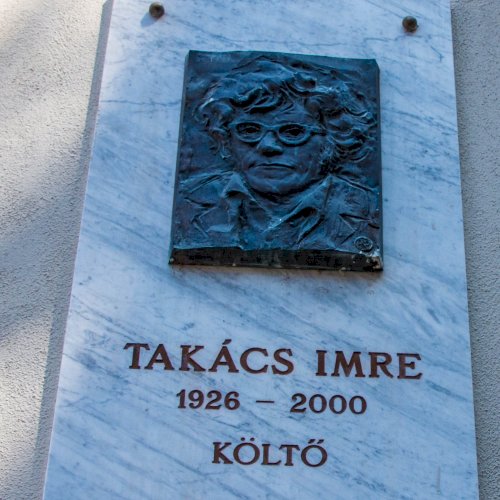 TAKÁCS IMRE
1926 – 2000
KÖLTŐ